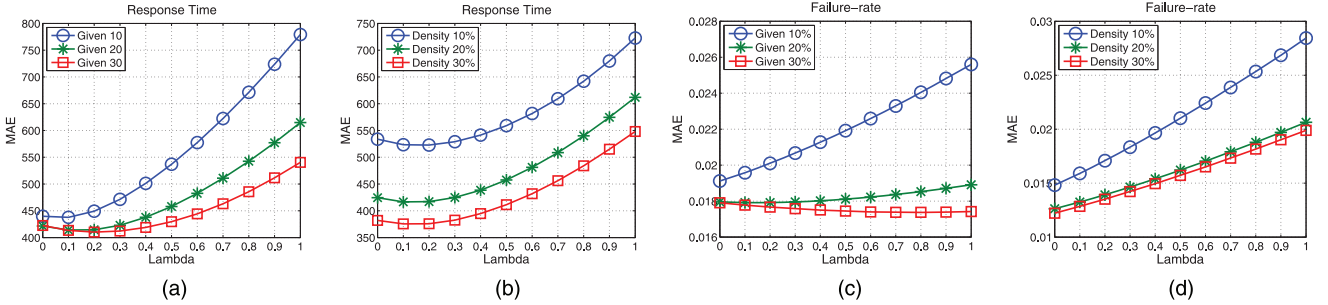 Response Time
800
750
700
650
600
550
500
450
400
MAE
Given 10
Given 20
Given 30
0 0.1 0.2 0.3 0.4 0.5 0.6 0.7 0.8 0.9 1
Lambda
(a)
Response Time
750
700
650
600
550
500
450
400
350
MAE
Density 10%
Density 20%
Density 30%
0 0.1 0.2 0.3 0.4 0.5 0.6 0.7 0.8 0.9 1
Lambda
(b)
Failure-rate
0.028
0.026
0.024
0.022
0.02
0.018
0.016
MAE
Given 10%
Given 20%
Given 30%
0 0.1 0.2 0.3 0.4 0.5 0.6 0.7 0.8 0.9 1
Lambda
(c)
Failure-rate
0.03
0.025
0.02
0.015
0.01
MAE
Density 10%
Density 20%
Density 30%
0 0.1 0.2 0.3 0.4 0.5 0.6 0.7 0.8 0.9 1
Lambda
(d)